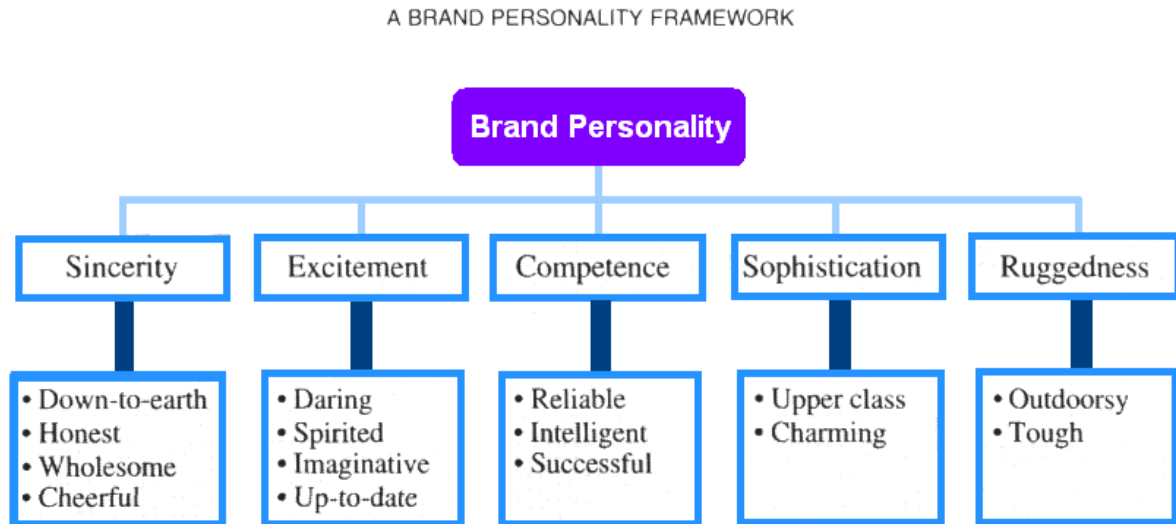 A BRAND PERSONALITY FRAMEWORK
Brand Personality
Sincerity
Excitement
Competence
Sophistication
Ruggedness
• Down-to-earth
• Honest
• Wholesome
• Cheerful
• Daring
• Spirited
• Imaginative
• Up-to-date
• Reliable
• Intelligent
• Successful
• Upper class
• Charming
• Outdoorsy
• Tough